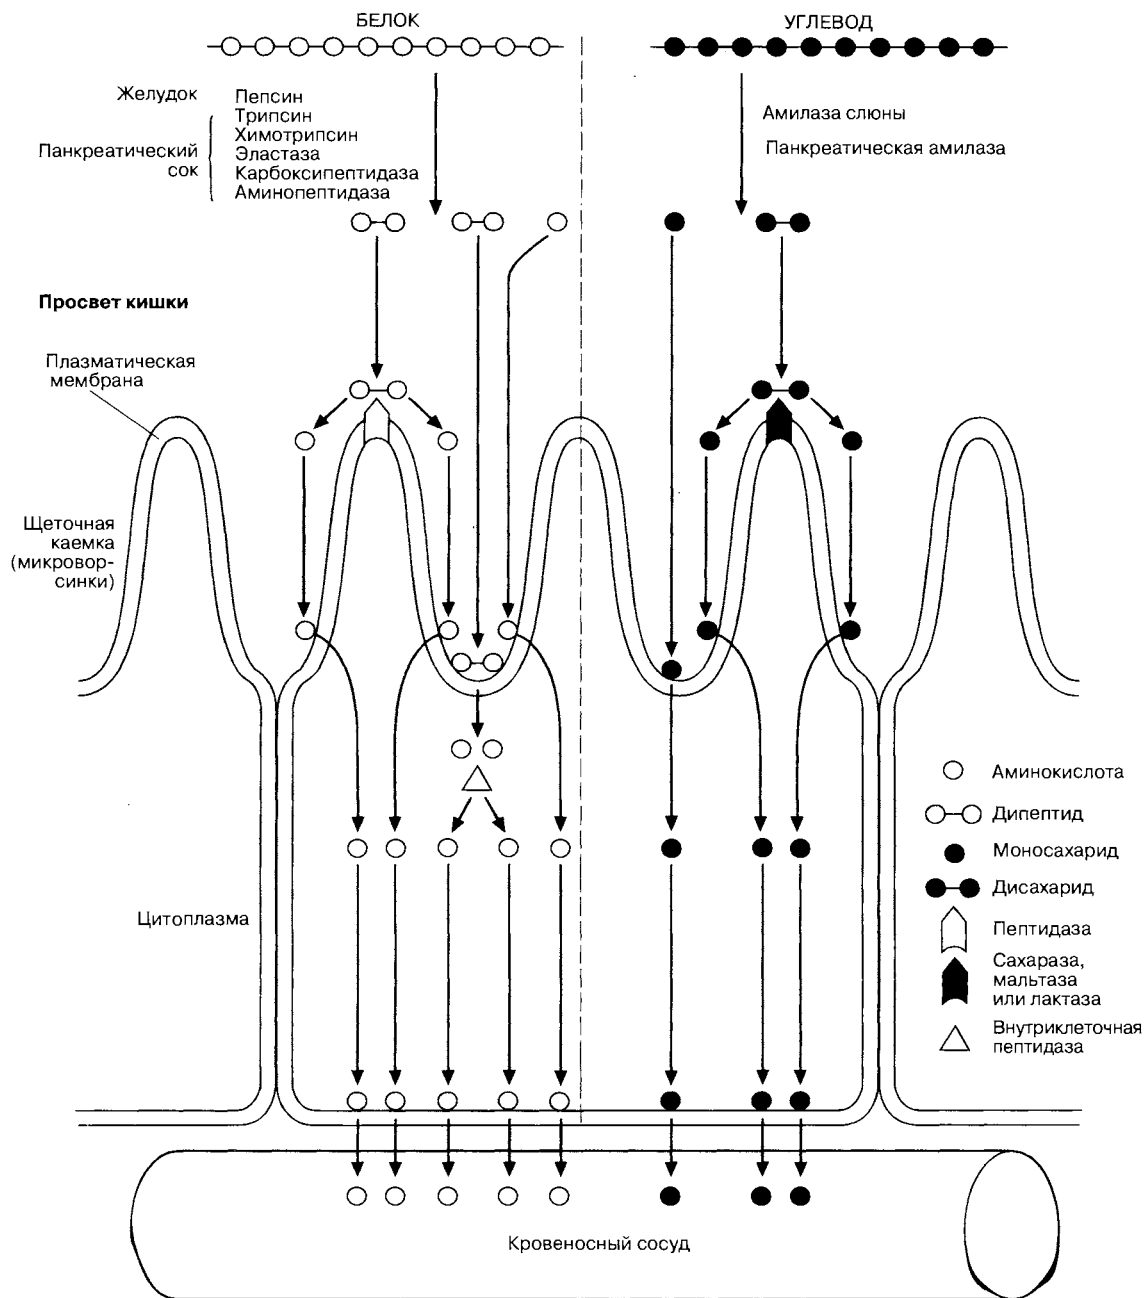 БЕЛОК
УГЛЕВОД
Желудок
Пепсин
Трипсин
Химотрипсин
Эластаза
Карбоксипептидаза
Аминопептидаза
Панкреатический
сок
Амилаза слюны
Панкреатическая амилаза
Просвет кишки
Плазматическая
мембрана
Щеточная
каемка
(микровор-
синки)
Цитоплазма
Аминокислота
Дипептид
Моносахарид
Дисахарид
Пептидаза
Сахараза,
мальтаза
или лактаза
Внутриклеточная
пептидаза
Кровеносный сосуд